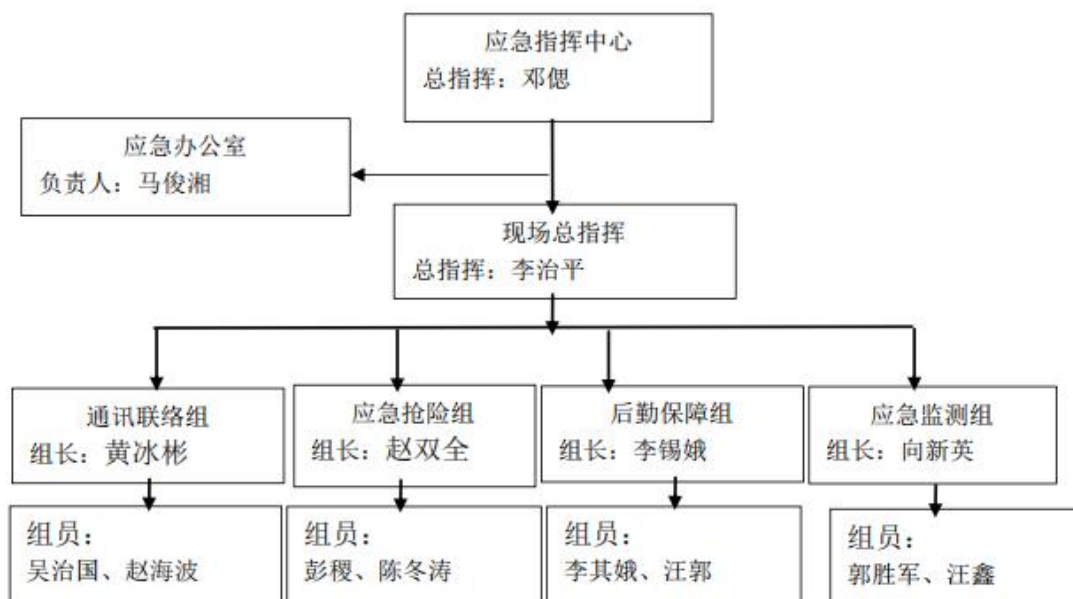 应急指挥中心
总指挥：邓偲
应急办公室
负责人：马俊湘
现场总指挥
总指挥：李治平
通讯联络组
组长：黄冰彬
应急抢险组
组长：赵双全
后勤保障组
组长：李锡娥
应急监测组
组长：向新英
组员：
吴治国、赵海波
组员：
彭稷、陈冬涛
组员：
李其娥、汪郭
组员：
郭胜军、汪鑫